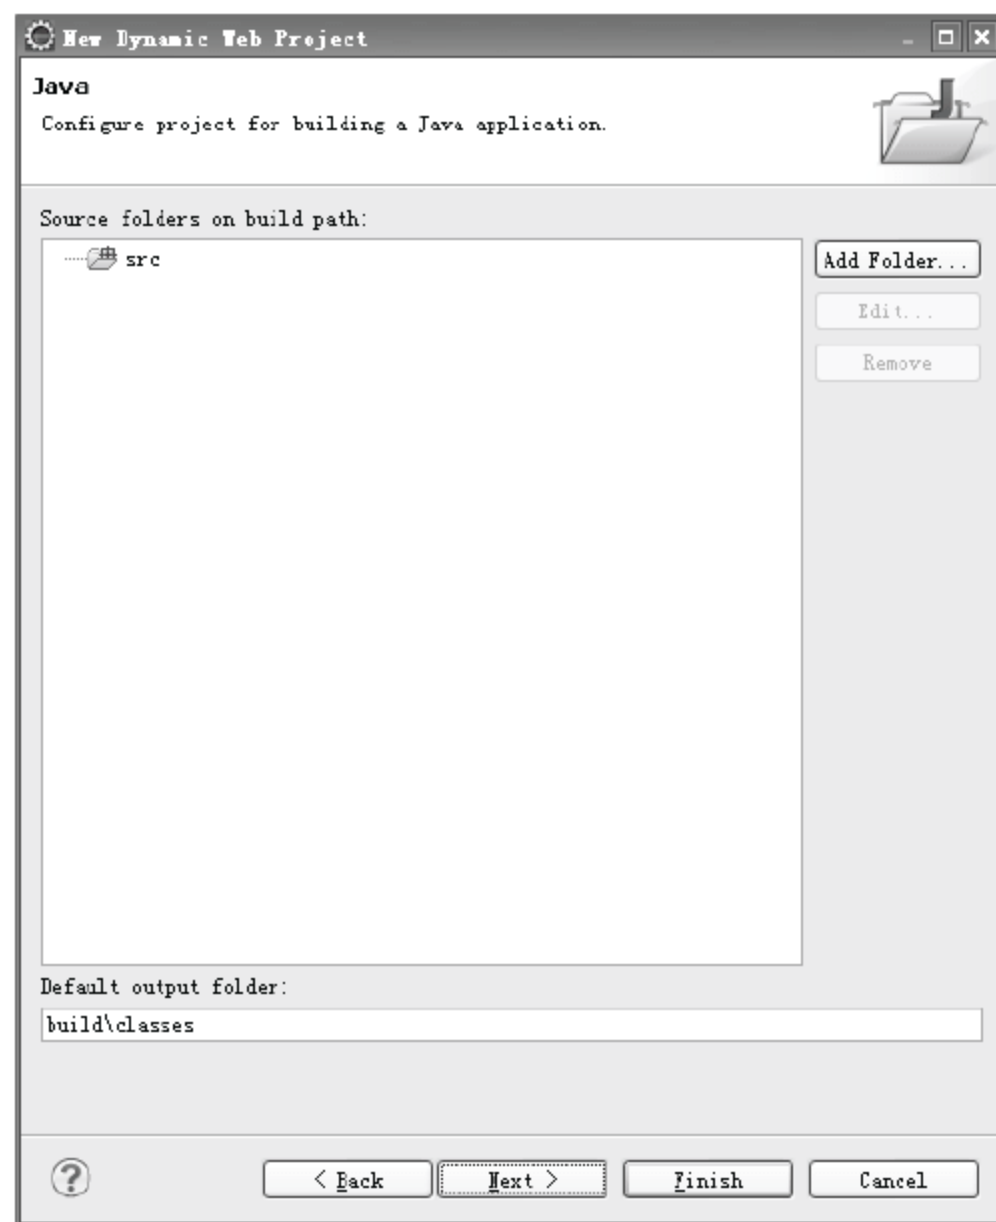 New Dynamic Web Project
Java
Configure project for building a Java application.
Source folders on build path:
src
Add Folder...
Edit...
Remove
Default output folder:
build\classes
?
< Back
Next >
Finish
Cancel